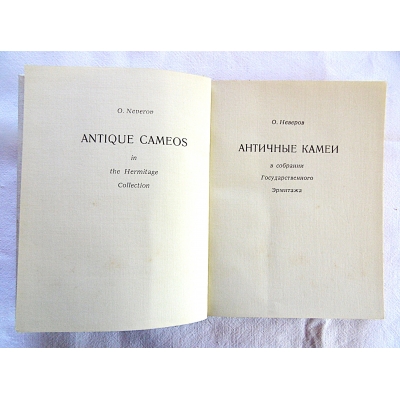 O. Neverov
ANTIQUE CAMEOS
in
the Hermitage
Collection
О. Неверов
АНТИЧНЫЕ КАМЕИ
в собрании
Государственного
Эрмитажа